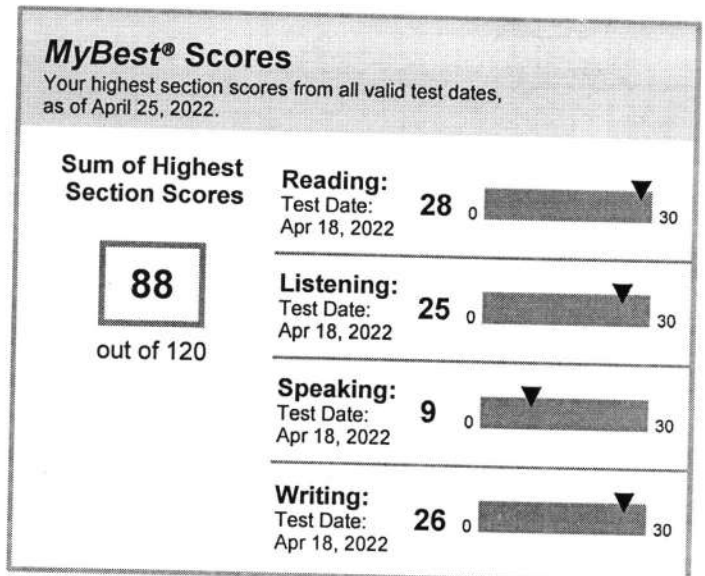 MyBest® Scores
Your highest section scores from all valid test dates,
as of April 25, 2022.
Sum of Highest
Section Scores
88
out of 120
Reading:
Test Date:
Apr 18, 2022
28
0
30
Listening:
Test Date:
Apr 18, 2022
25
0
30
Speaking:
Test Date:
Apr 18, 2022
9
0
30
Writing:
Test Date:
Apr 18, 2022
26
0
30